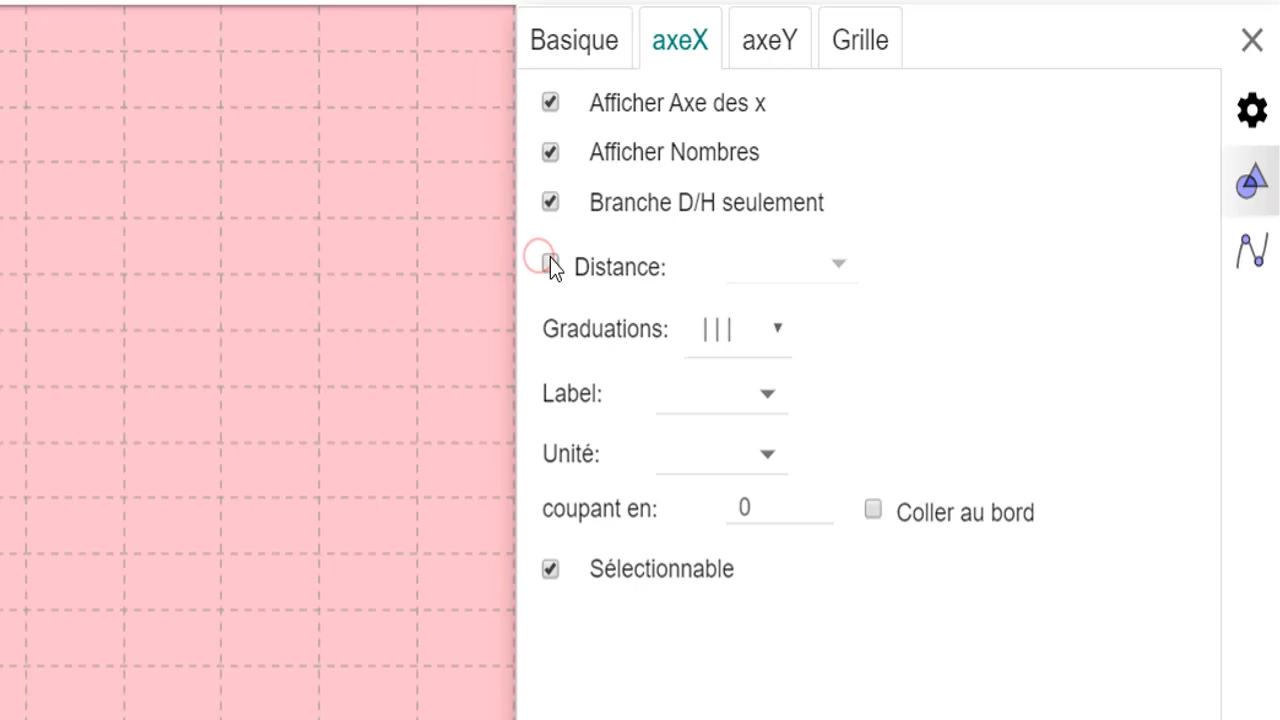 Basique axeX axeY Grille
Afficher Axe des x
Afficher Nombres
Branche D/H seulement
Distance:
Graduations: |||
Label:
Unité:
coupant en: 0 Coller au bord
Sélectionnable